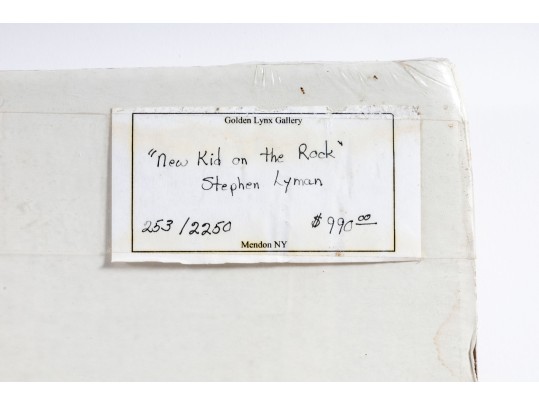 Golden Lynx Gallery
"New Kid on the Rock"
Stephen Lyman
253/2250 $990.00
Mendon NY